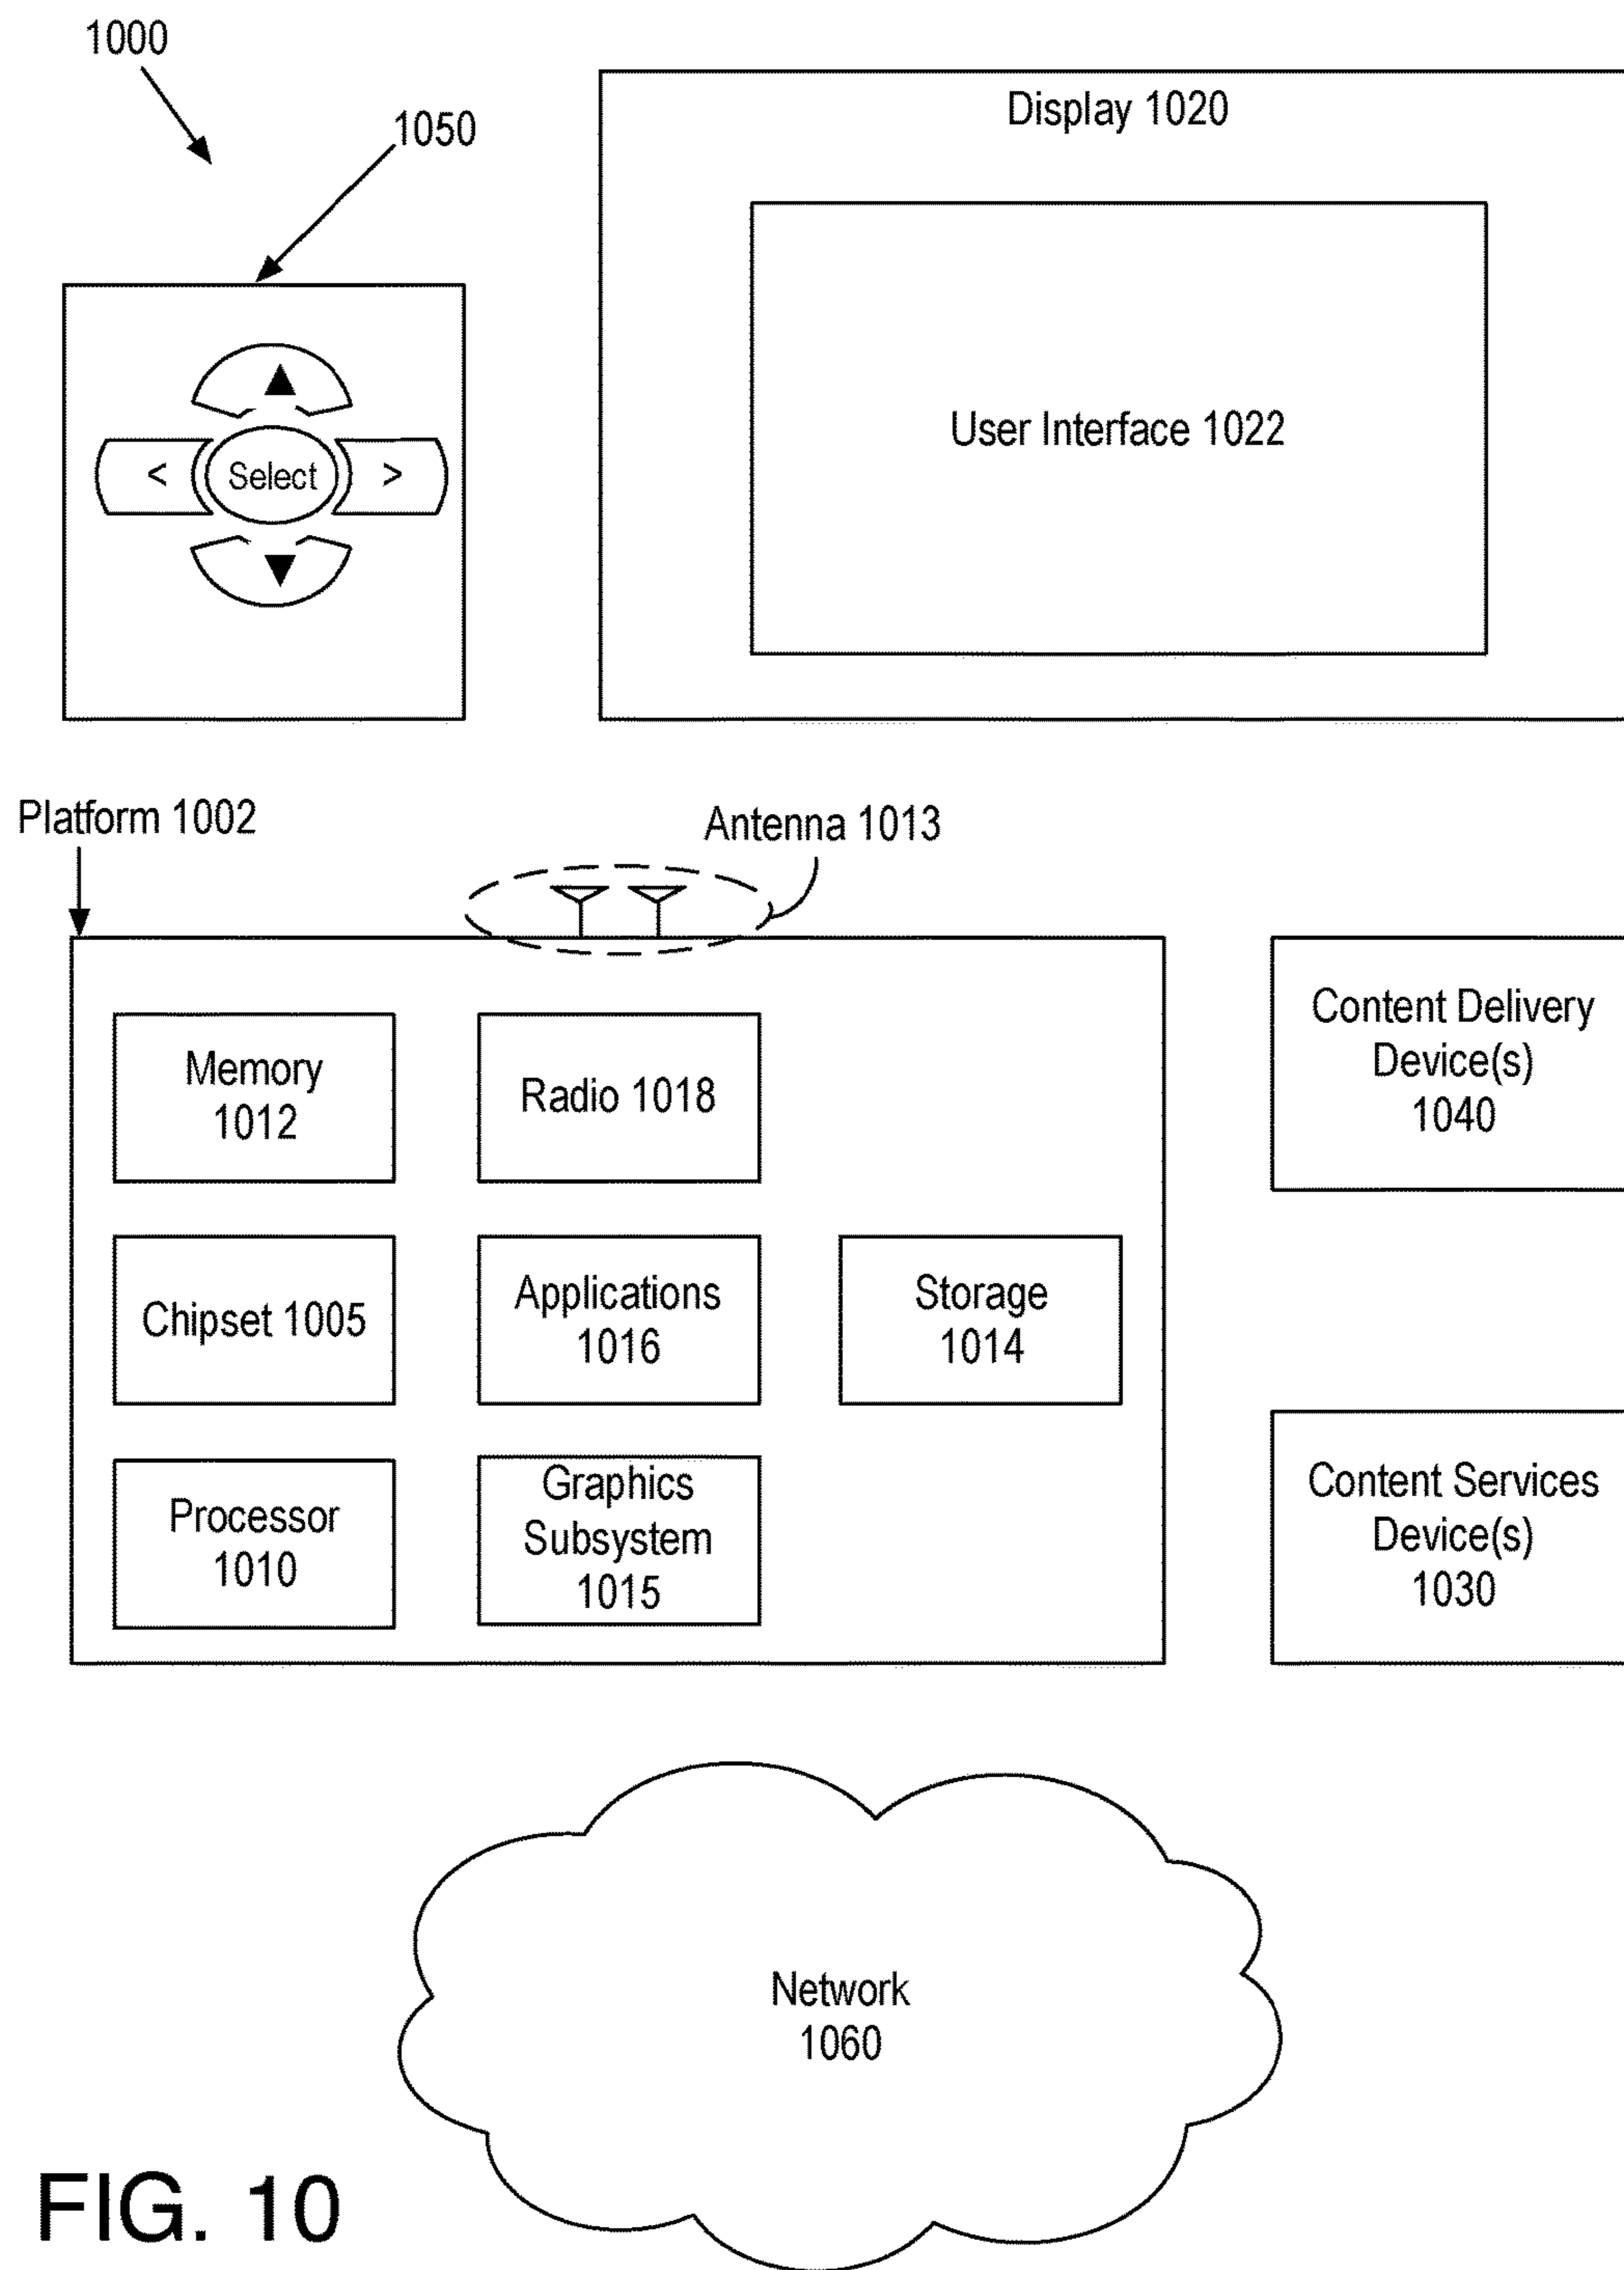 1000
1050
Display 1020
User Interface 1022
<
Select
>
Platform 1002
Antenna 1013
Memory
1012
Radio 1018
Content Delivery
Device(s)
1040
Chipset 1005
Applications
1016
Storage
1014
Processor
1010
Graphics
Subsystem
1015
Content Services
Device(s)
1030
Network
1060
FIG. 10